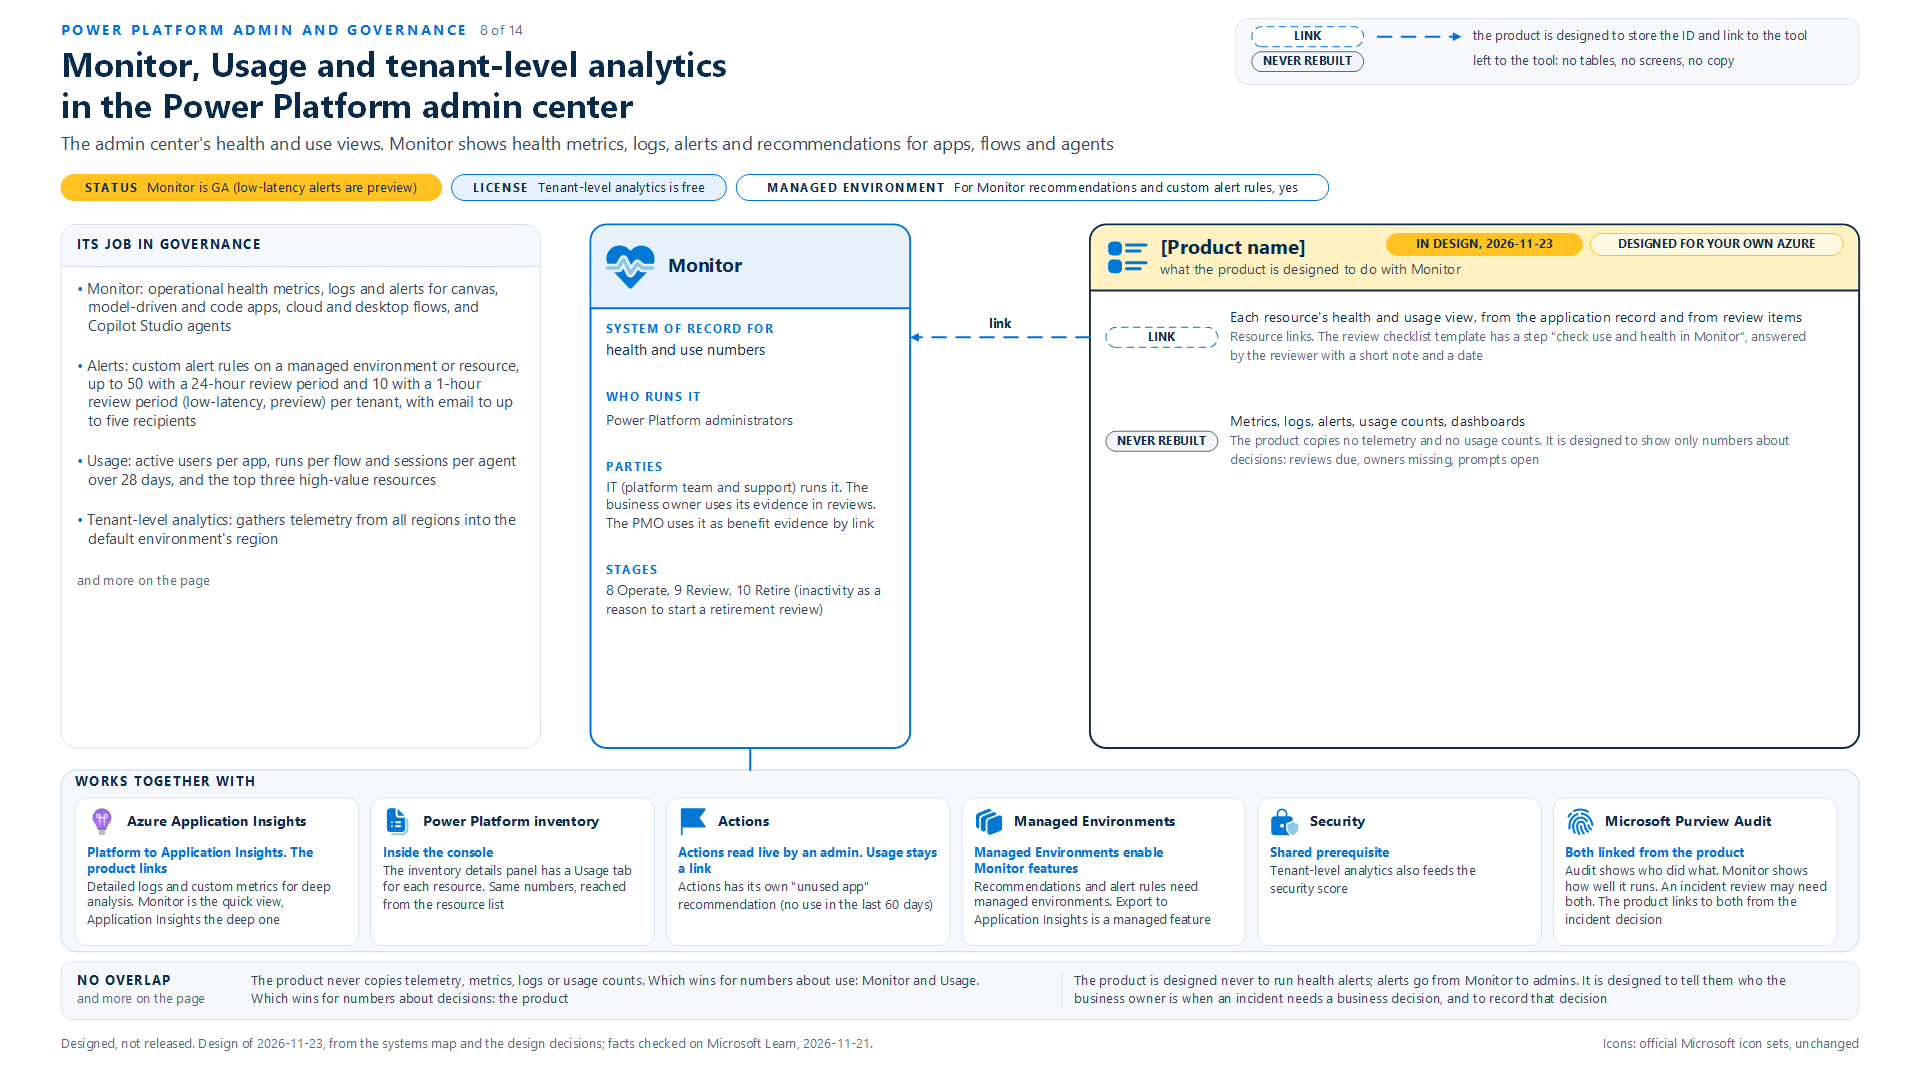 POWER PLATFORM ADMIN AND GOVERNANCE 8 of 14
Monitor, Usage and tenant-level analytics
in the Power Platform admin center
The admin center's health and use views. Monitor shows health metrics, logs, alerts and recommendations for apps, flows and agents
LINK the product is designed to store the ID and link to the tool
NEVER REBUILT left to the tool: no tables, no screens, no copy
STATUS Monitor is GA (low-latency alerts are preview)
LICENSE Tenant-level analytics is free
MANAGED ENVIRONMENT For Monitor recommendations and custom alert rules, yes
ITS JOB IN GOVERNANCE
• Monitor: operational health metrics, logs and alerts for canvas,
model-driven and code apps, cloud and desktop flows, and
Copilot Studio agents
• Alerts: custom alert rules on a managed environment or resource,
up to 50 with a 24-hour review period and 10 with a 1-hour
review period (low-latency, preview) per tenant, with email to up
to five recipients
• Usage: active users per app, runs per flow and sessions per agent
over 28 days, and the top three high-value resources
• Tenant-level analytics: gathers telemetry from all regions into the
default environment's region
and more on the page
Monitor
SYSTEM OF RECORD FOR
health and use numbers
WHO RUNS IT
Power Platform administrators
PARTIES
IT (platform team and support) runs it. The
business owner uses its evidence in reviews.
The PMO uses it as benefit evidence by link
STAGES
8 Operate, 9 Review, 10 Retire (inactivity as a
reason to start a retirement review)
link
[Product name]
IN DESIGN, 2026-11-23
DESIGNED FOR YOUR OWN AZURE
what the product is designed to do with Monitor
LINK
Each resource's health and usage view, from the application record and from review items
Resource links. The review checklist template has a step "check use and health in Monitor", answered
by the reviewer with a short note and a date
NEVER REBUILT
Metrics, logs, alerts, usage counts, dashboards
The product copies no telemetry and no usage counts. It is designed to show only numbers about
decisions: reviews due, owners missing, prompts open
WORKS TOGETHER WITH
Azure Application Insights
Platform to Application Insights. The
product links
Detailed logs and custom metrics for deep
analysis. Monitor is the quick view,
Application Insights the deep one
Power Platform inventory
Inside the console
The inventory details panel has a Usage tab
for each resource. Same numbers, reached
from the resource list
Actions
Actions read live by an admin. Usage stays
a link
Actions has its own "unused app"
recommendation (no use in the last 60 days)
Managed Environments
Managed Environments enable
Monitor features
Recommendations and alert rules need
managed environments. Export to
Application Insights is a managed feature
Security
Shared prerequisite
Tenant-level analytics also feeds the
security score
Microsoft Purview Audit
Both linked from the product
Audit shows who did what. Monitor shows
how well it runs. An incident review may need
both. The product links to both from the
incident decision
NO OVERLAP
and more on the page
The product never copies telemetry, metrics, logs or usage counts. Which wins for numbers about use: Monitor and Usage.
Which wins for numbers about decisions: the product
The product is designed never to run health alerts; alerts go from Monitor to admins. It is designed to tell them who the
business owner is when an incident needs a business decision, and to record that decision
Designed, not released. Design of 2026-11-23, from the systems map and the design decisions; facts checked on Microsoft Learn, 2026-11-21.
Icons: official Microsoft icon sets, unchanged